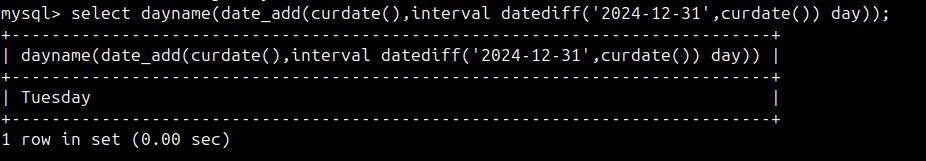 mysql> select dayname(date_add(curdate(),interval datediff('2024-12-31',curdate()) day));
+--------------------------------------------------------------------------+
| dayname(date_add(curdate(),interval datediff('2024-12-31',curdate()) day)) |
+--------------------------------------------------------------------------+
| Tuesday                                                                    |
+--------------------------------------------------------------------------+
1 row in set (0.00 sec)